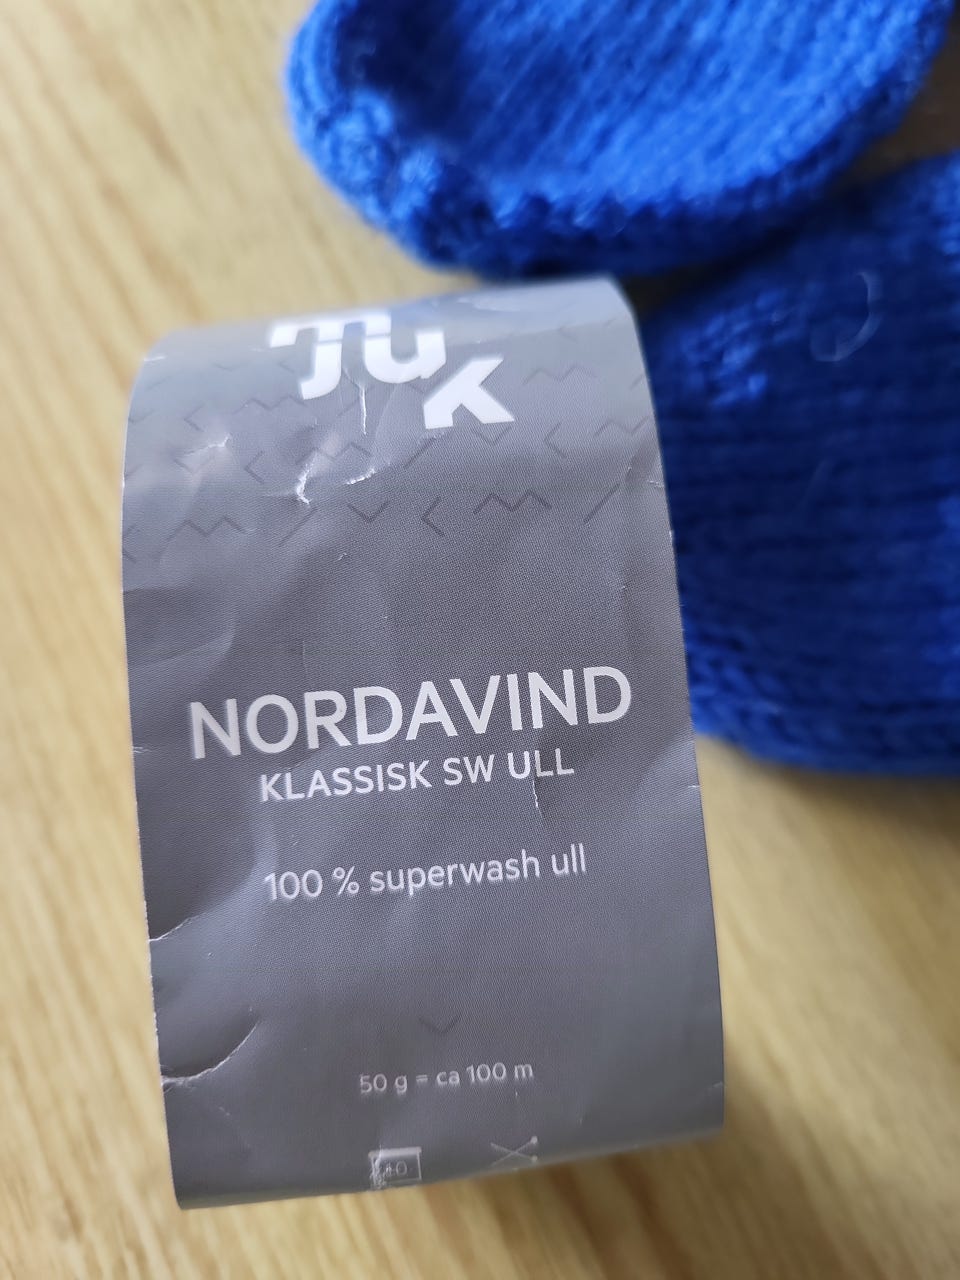 NORDAVIND
KLASSISK SW ULL
100 % superwash ull
50 g = ca 100 m